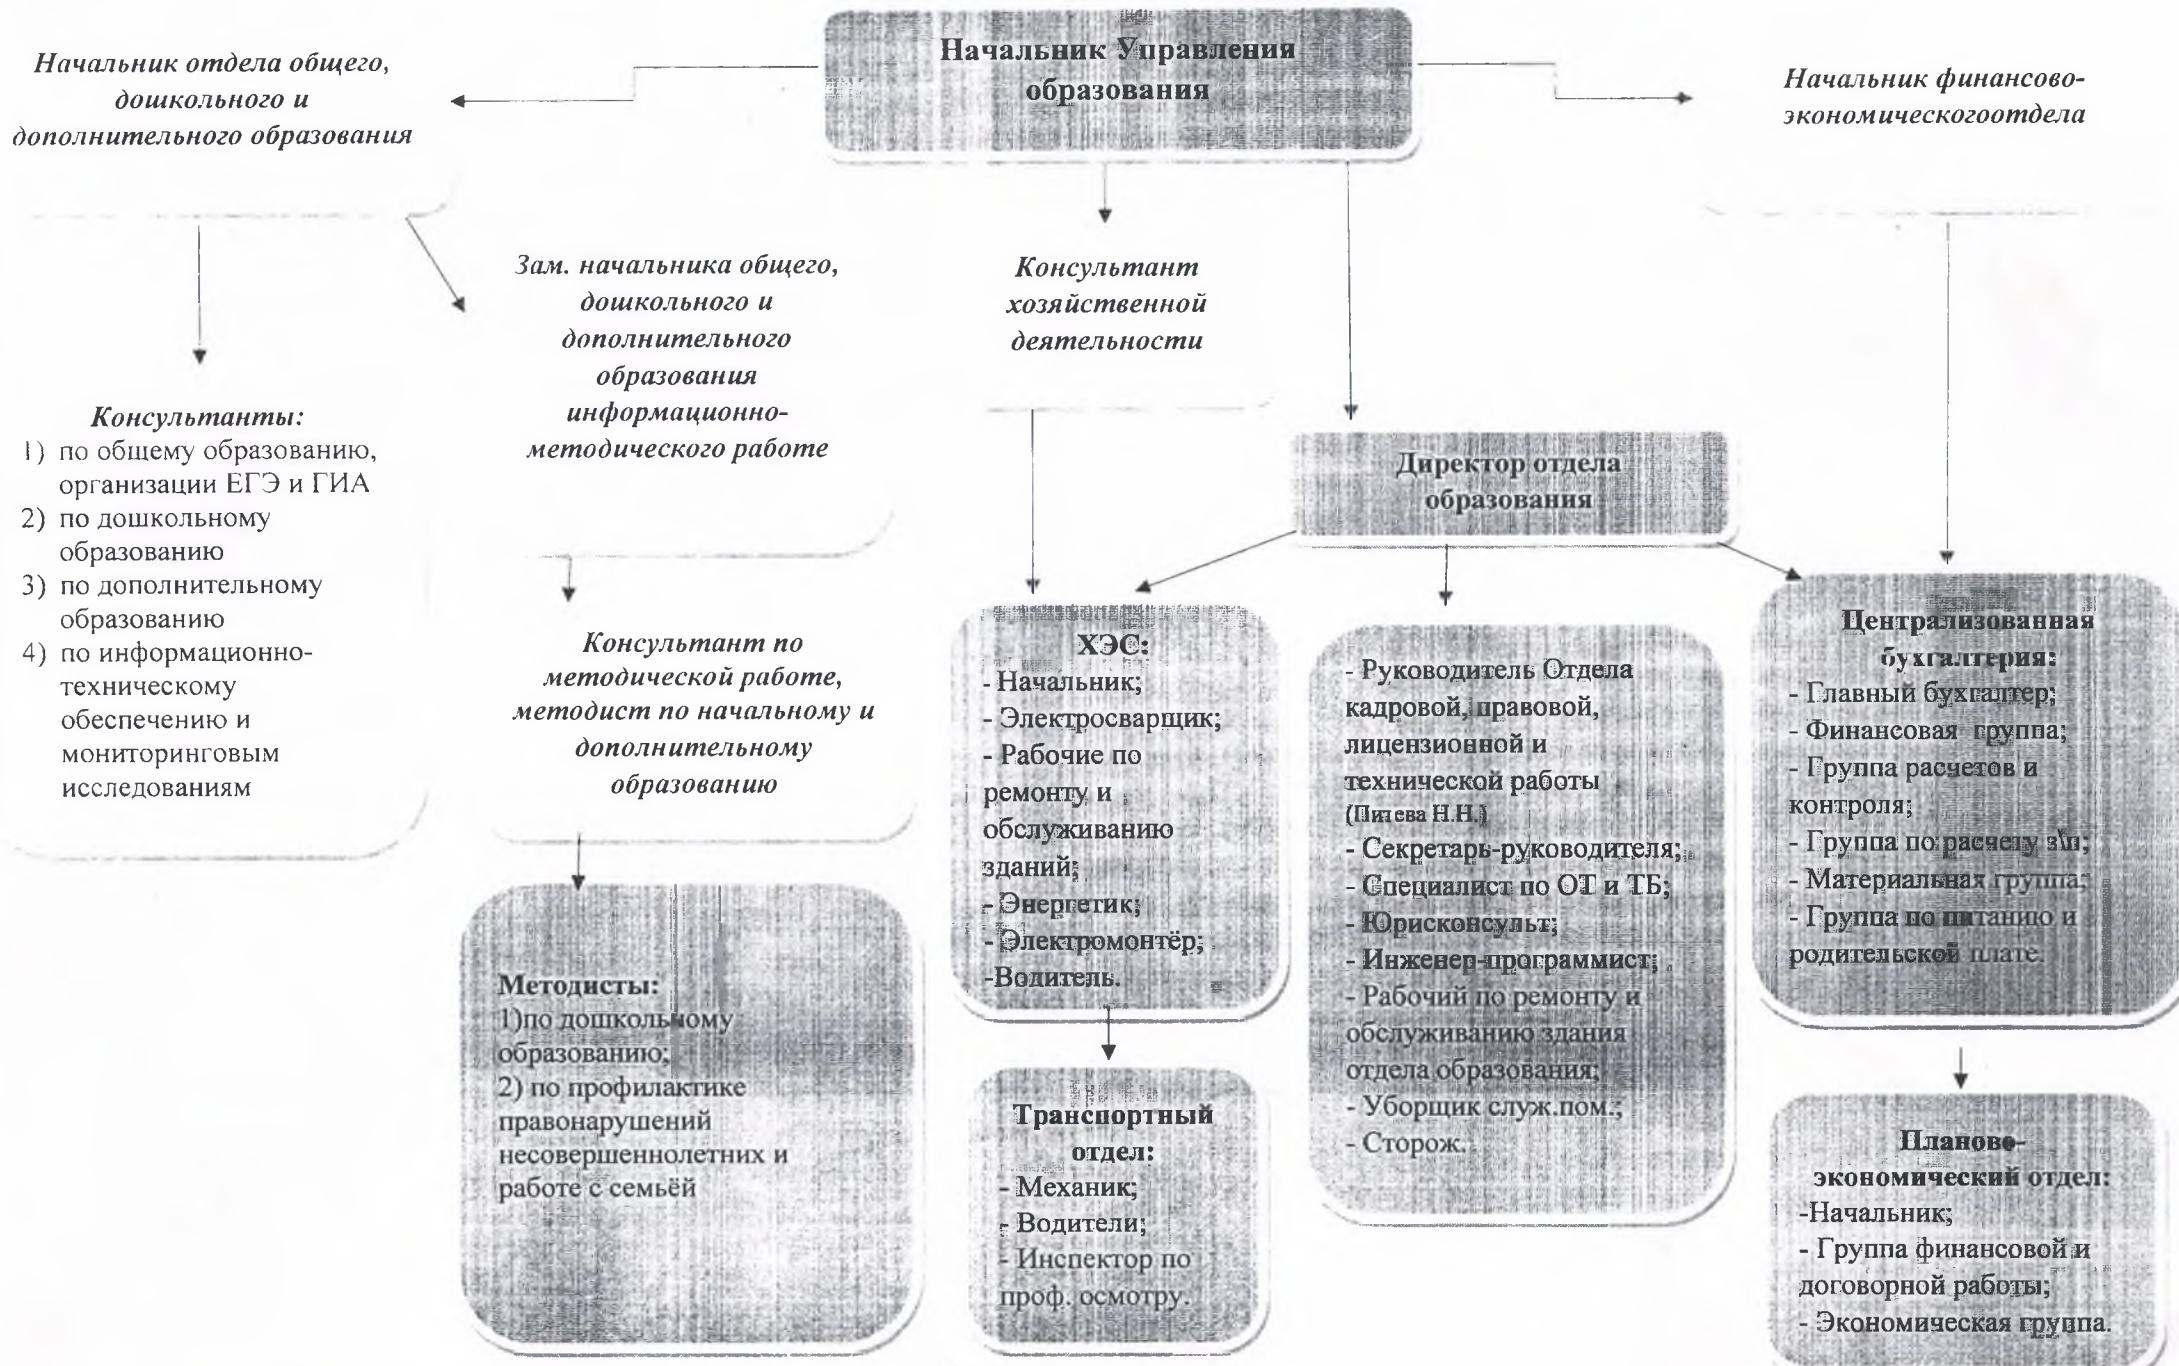 Начальник Управления
образования
Начальник отдела общего,
дошкольного и
дополнительного образования
Начальник финансово-
экономическогоотдела
Зам. начальника общего,
дошкольного и
дополнительного
образования
информационно-
методического работе
Консультант
хозяйственной
деятельности
Консультанты:
1) по общему образованию,
организации ЕГЭ и ГИА
2) по дошкольному
образованию
3) по дополнительному
образованию
4) по информационно-
техническому
обеспечению и
мониторинговым
исследованиям
Директор отдела
образования
Консультант по
методической работе,
методист по начальному и
дополнительному
образованию
ХЭС:
- Начальник;
- Электросварщик;
- Рабочие по
ремонту и
обслуживанию
зданий;
- Энергетик;
- Электромонтёр;
-Водитель.
- Руководитель Отдела
кадровой, правовой,
лицензионной и
технической работы
Н.Н.)
- Секретарь-руководителя;
- Специалист по ОТ и ТБ;
- Юрисконсульт;
- Инженер-программист;
- Рабочий по ремонту и
обслуживанию здания
отдела образования;
- Уборщик служ.пом.;
- Сторож.
Централизованная
бухгалтерия:
- Главный бухгалтер;
- Финансовая группа;
- Группа расчетов и
контроля;
- Группа по расчету з\п;
- Материальная группа;
- Группа по питанию и
родительской плате.
Методисты:
1)по дошкольному
образованию;
2) по профилактике
правонарушений
несовершеннолетних и
работе с семьёй
Транспортный
отдел:
- Механик;
- Водители;
- Инспектор по
проф. осмотру.
Планово-
экономический отдел:
-Начальник;
- Группа финансовой и
договорной работы;
- Экономическая группа.